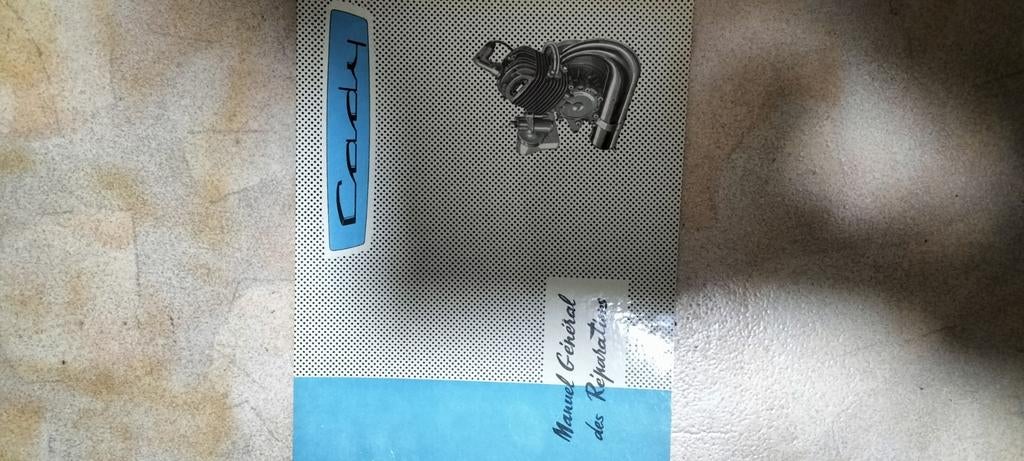 Cady
Manuel Général
des Réparations